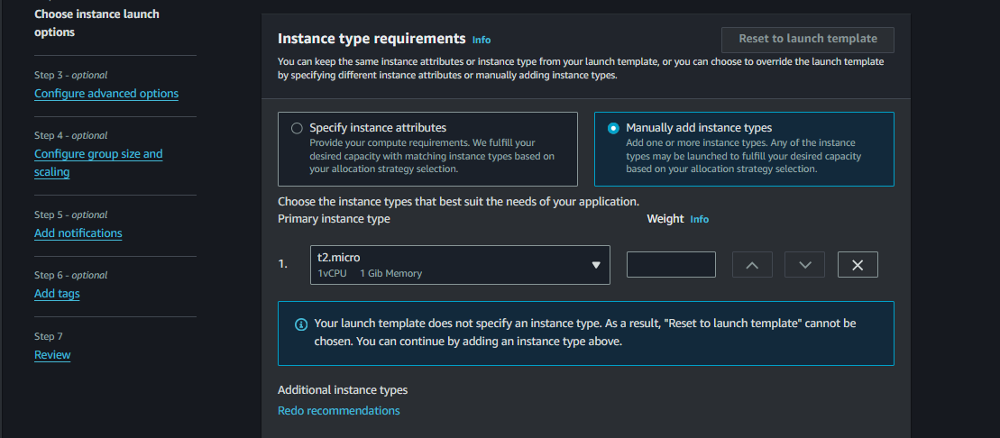 Choose instance launch
options
Step 3 - optional
Configure advanced options
Step 4 - optional
Configure group size and
scaling
Step 5 - optional
Add notifications
Step 6 - optional
Add tags
Step 7
Review
Instance type requirements Info
Reset to launch template
You can keep the same instance attributes or instance type from your launch template, or you can choose to override the launch template
by specifying different instance attributes or manually adding instance types.
Specify instance attributes
Provide your compute requirements. We fulfill your
desired capacity with matching instance types based on
your allocation strategy selection.
Manually add instance types
Add one or more instance types. Any of the instance
types may be launched to fulfill your desired capacity
based on your allocation strategy selection.
Choose the instance types that best suit the needs of your application.
Primary instance type
Weight Info
1.
t2.micro
1vCPU 1 Gib Memory
Your launch template does not specify an instance type. As a result, "Reset to launch template" cannot be
chosen. You can continue by adding an instance type above.
Additional instance types
Redo recommendations